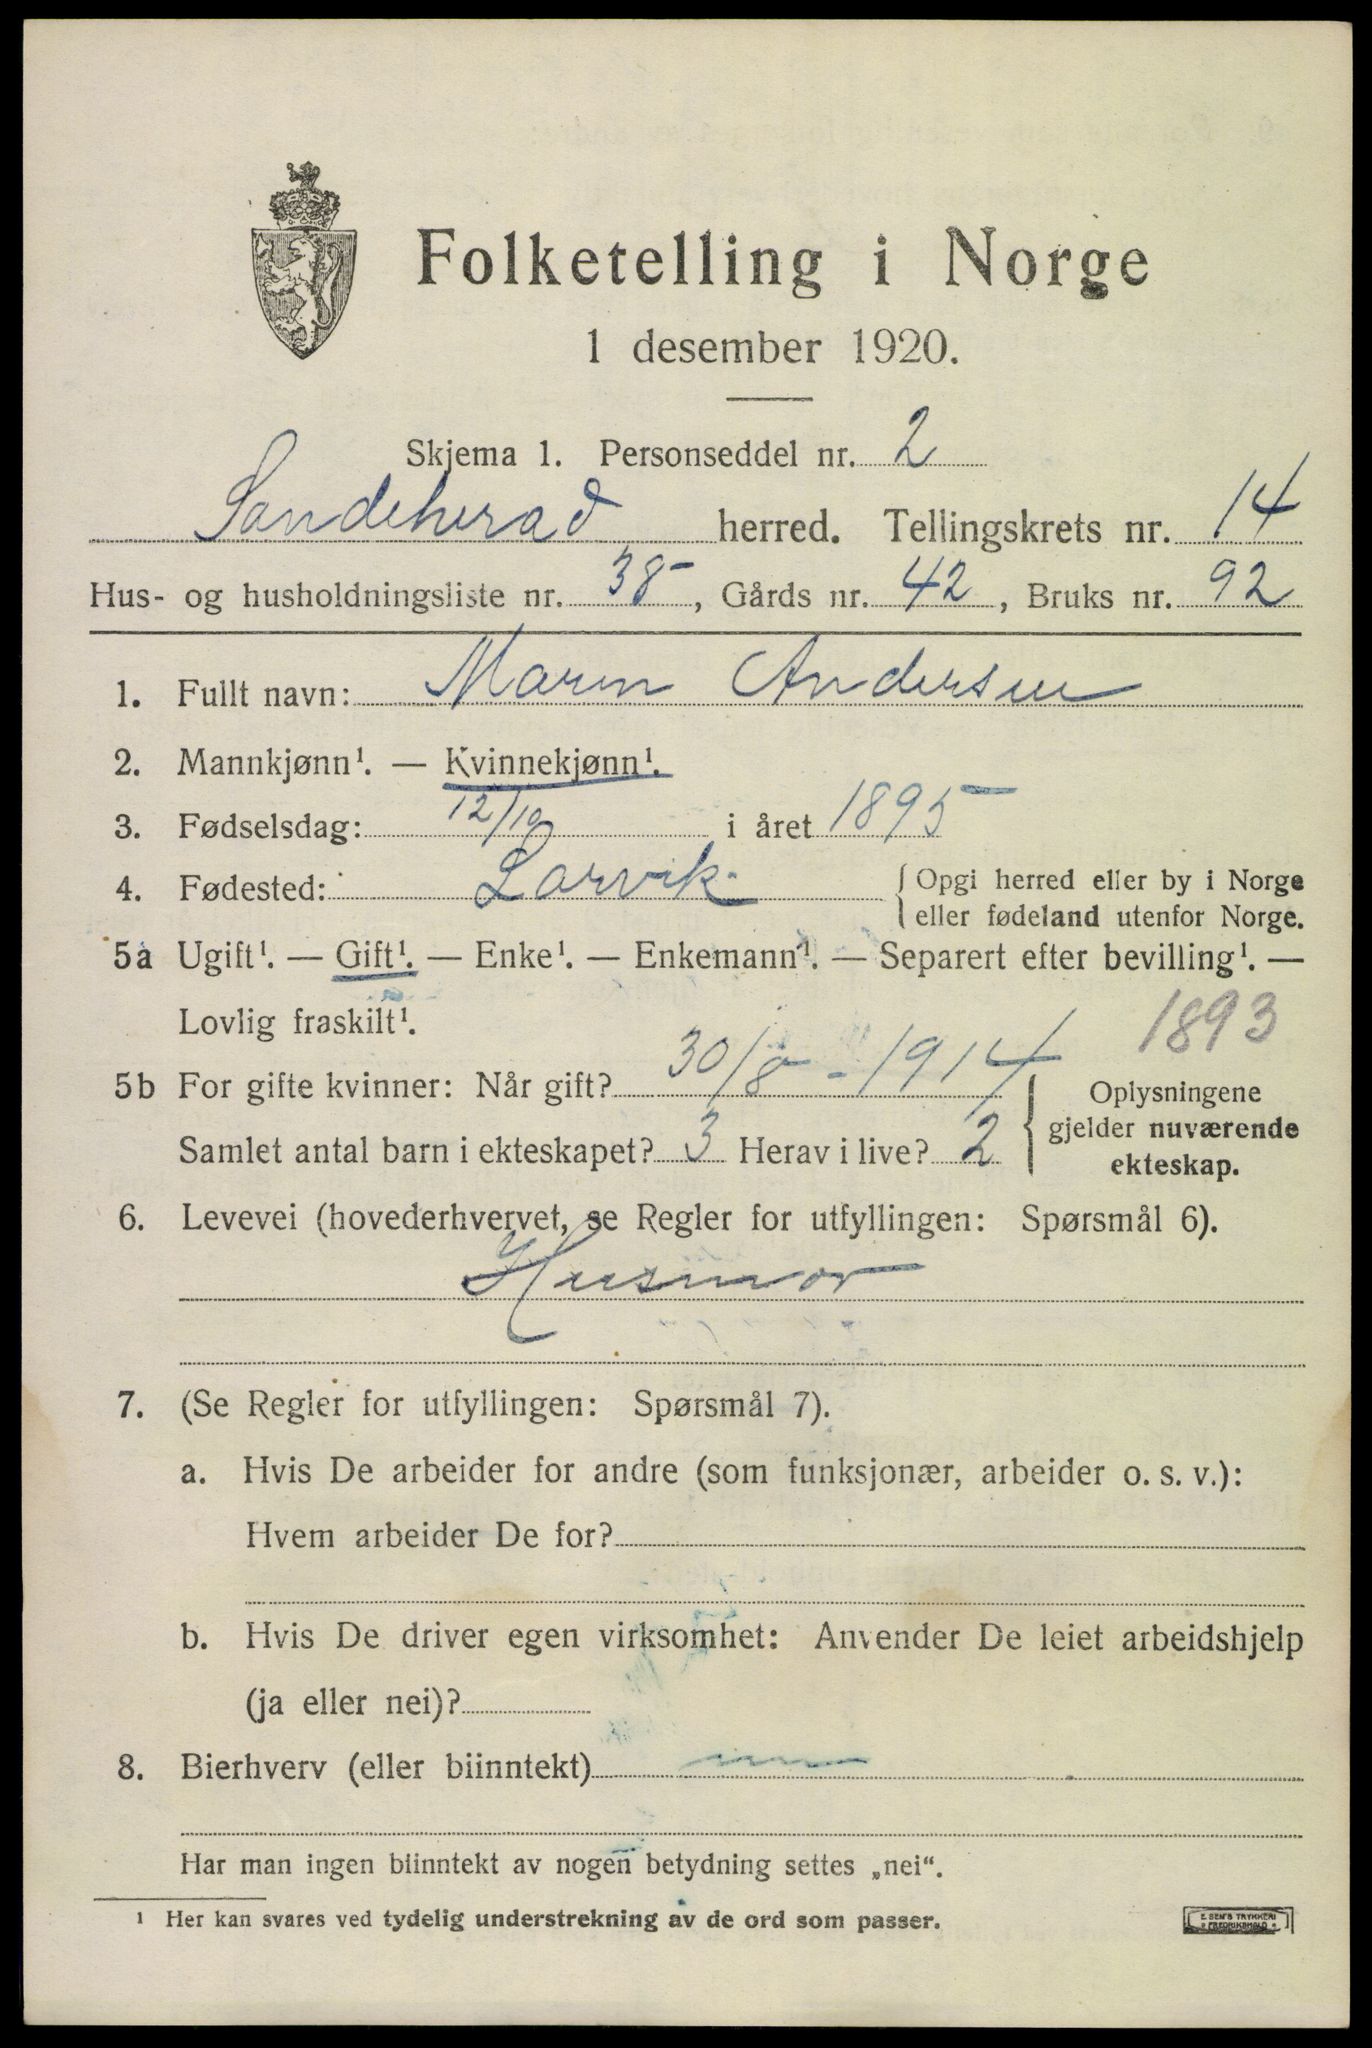 Folketelling i Norge
1 desember 1920.
Skjema 1. Personseddel nr. 2
Sandeherad herred. Tellingskrets nr. 14
Hus- og husholdningsliste nr. 38, Gårds nr. 42, Bruks nr. 92
1. Fullt navn: Maren Andersen
2. Mannkjønn¹. — Kvinnekjønn¹.
3. Fødselsdag: 12/10 i året 1895
4. Fødested: Larvik { Opgi herred eller by i Norge
eller fødeland utenfor Norge.
5a Ugift¹. — Gift¹. — Enke¹. — Enkemann¹. — Separert efter bevilling¹. —
Lovlig fraskilt¹.
1893
5b For gifte kvinner: Når gift? 30/8 - 1914
Samlet antal barn i ekteskapet? 3 Herav i live? 2
} Oplysningene
gjelder nuværende
ekteskap.
6. Levevei (hovederhvervet, se Regler for utfyllingen: Spørsmål 6).
Husmor
7. (Se Regler for utfyllingen: Spørsmål 7).
a. Hvis De arbeider for andre (som funksjonær, arbeider o. s. v.):
Hvem arbeider De for?
b. Hvis De driver egen virksomhet: Anvender De leiet arbeidshjelp
(ja eller nei)?
8. Bierhverv (eller biinntekt)
Har man ingen biinntekt av nogen betydning settes „nei“.
¹ Her kan svares ved tydelig understrekning av de ord som passer.
E. SEM'S TRYKKERI
FREDRIKSHALD